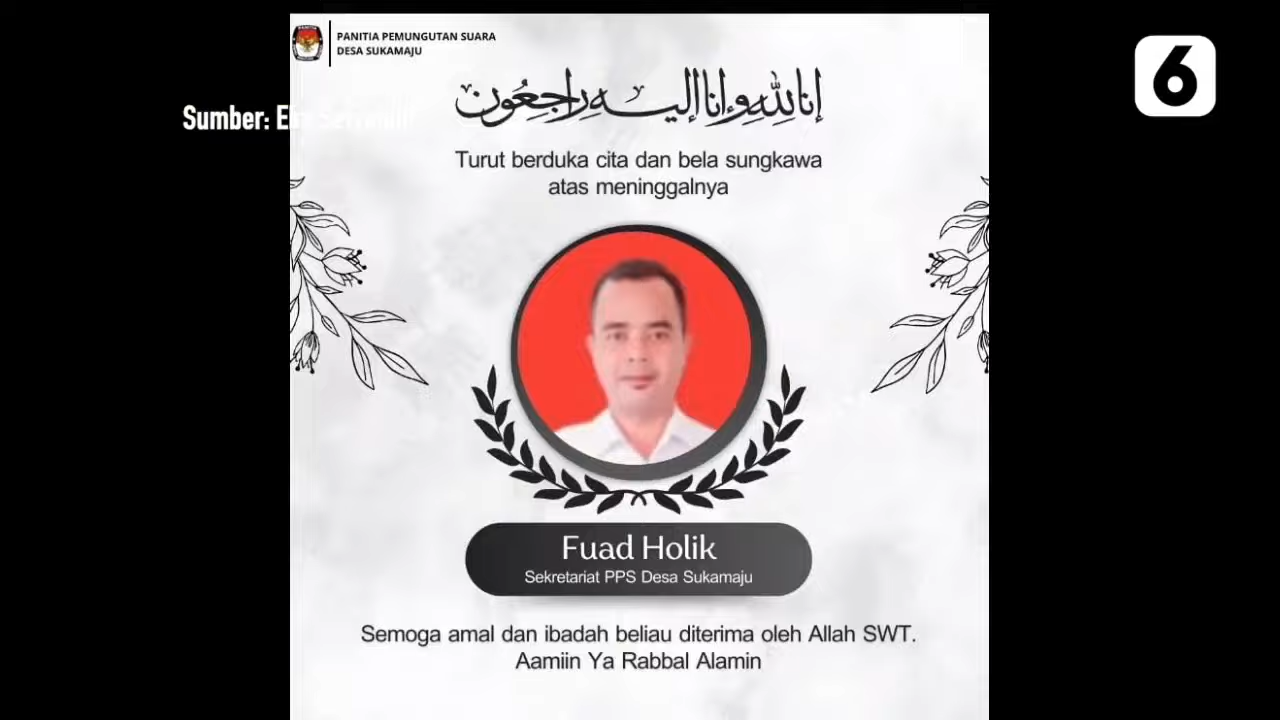 PANITIA PEMUNGUTAN SUARA
DESA SUKAMAJU
6
Sumber:
إنا لله وإنا إليه راجعون
Turut berduka cita dan bela sungkawa
atas meninggalnya
Fuad Holik
Sekretariat PPS Desa Sukamaju
Semoga amal dan ibadah beliau diterima oleh Allah SWT.
Aamiin Ya Rabbal Alamin